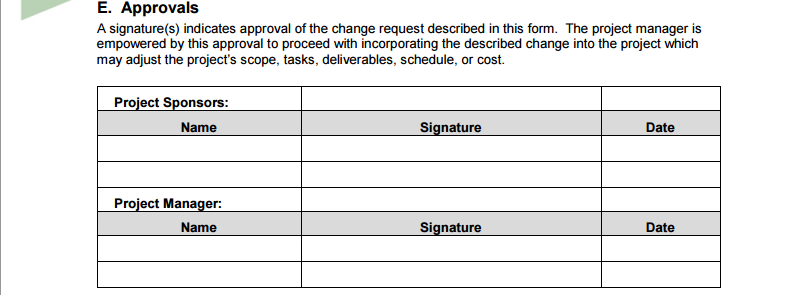 E. Approvals
A signature(s) indicates approval of the change request described in this form. The project manager is
empowered by this approval to proceed with incorporating the described change into the project which
may adjust the project's scope, tasks, deliverables, schedule, or cost.
Project Sponsors:
Name Signature Date
Project Manager:
Name Signature Date